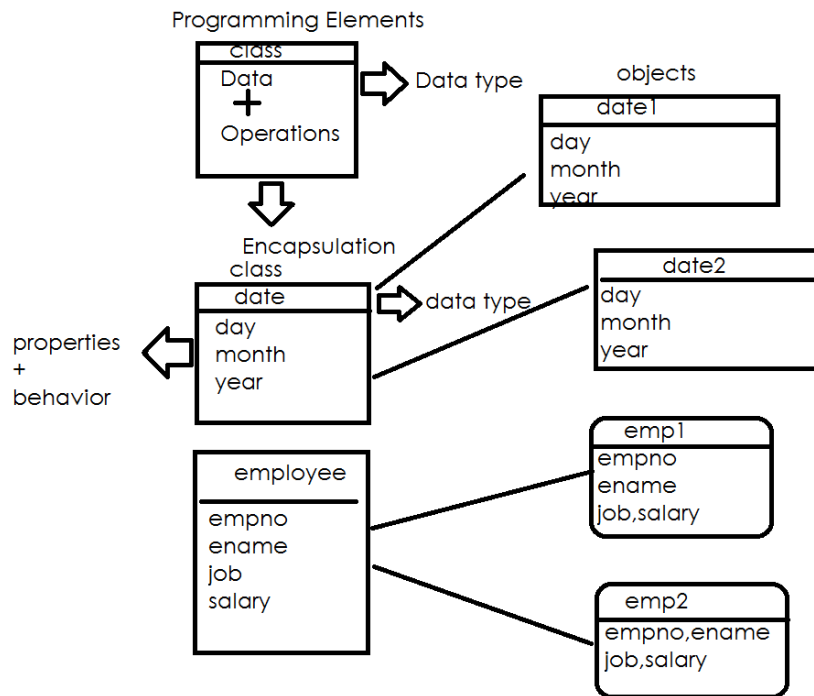 Programming Elements
class
Data
+
Operations
Data type
objects
date1
day
month
year
Encapsulation
class
date
day
month
year
data type
date2
day
month
year
properties
+
behavior
employee
empno
ename
job
salary
emp1
empno
ename
job,salary
emp2
empno,ename
job,salary